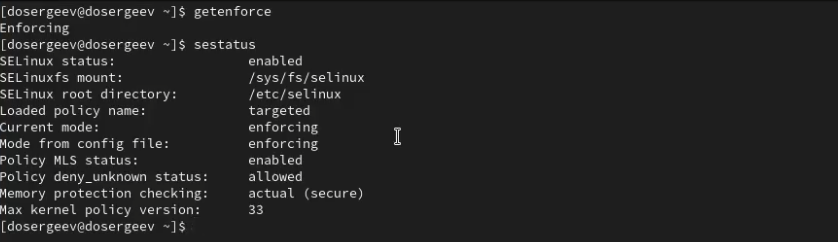 [dosergeev@dosergeev ~]$ getenforce
Enforcing
[dosergeev@dosergeev ~]$ sestatus
SELinux status:                 enabled
SELinuxfs mount:                /sys/fs/selinux
SELinux root directory:         /etc/selinux
Loaded policy name:             targeted
Current mode:                   enforcing
Mode from config file:          enforcing
Policy MLS status:              enabled
Policy deny_unknown status:     allowed
Memory protection checking:     actual (secure)
Max kernel policy version:      33
[dosergeev@dosergeev ~]$